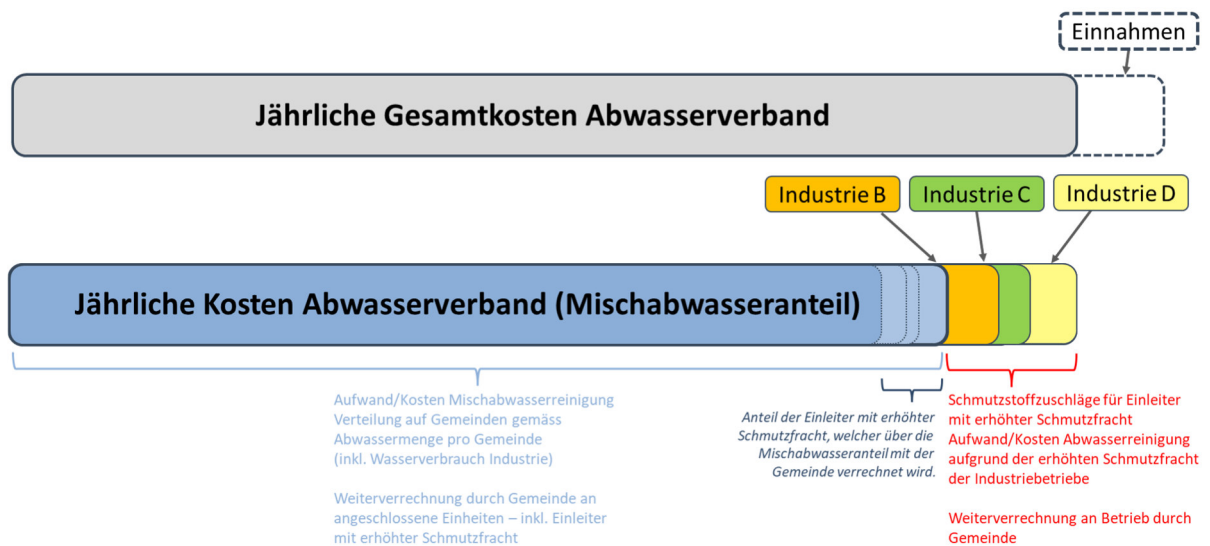 Einnahmen
Jährliche Gesamtkosten Abwasserverband
Industrie B
Industrie C
Industrie D
Jährliche Kosten Abwasserverband (Mischabwasseranteil)
Aufwand/Kosten Mischabwasserreinigung
Verteilung auf Gemeinden gemäss
Abwassermenge pro Gemeinde
(inkl. Wasserverbrauch Industrie)
Weiterverrechnung durch Gemeinde an
angeschlossene Einheiten – inkl. Einleiter
mit erhöhter Schmutzfracht
Anteil der Einleiter mit erhöhter
Schmutzfracht, welcher über die
Mischabwasseranteil mit der
Gemeinde verrechnet wird.
Schmutzstoffzuschläge für Einleiter
mit erhöhter Schmutzfracht
Aufwand/Kosten Abwasserreinigung
aufgrund der erhöhten Schmutzfracht
der Industriebetriebe
Weiterverrechnung an Betrieb durch
Gemeinde